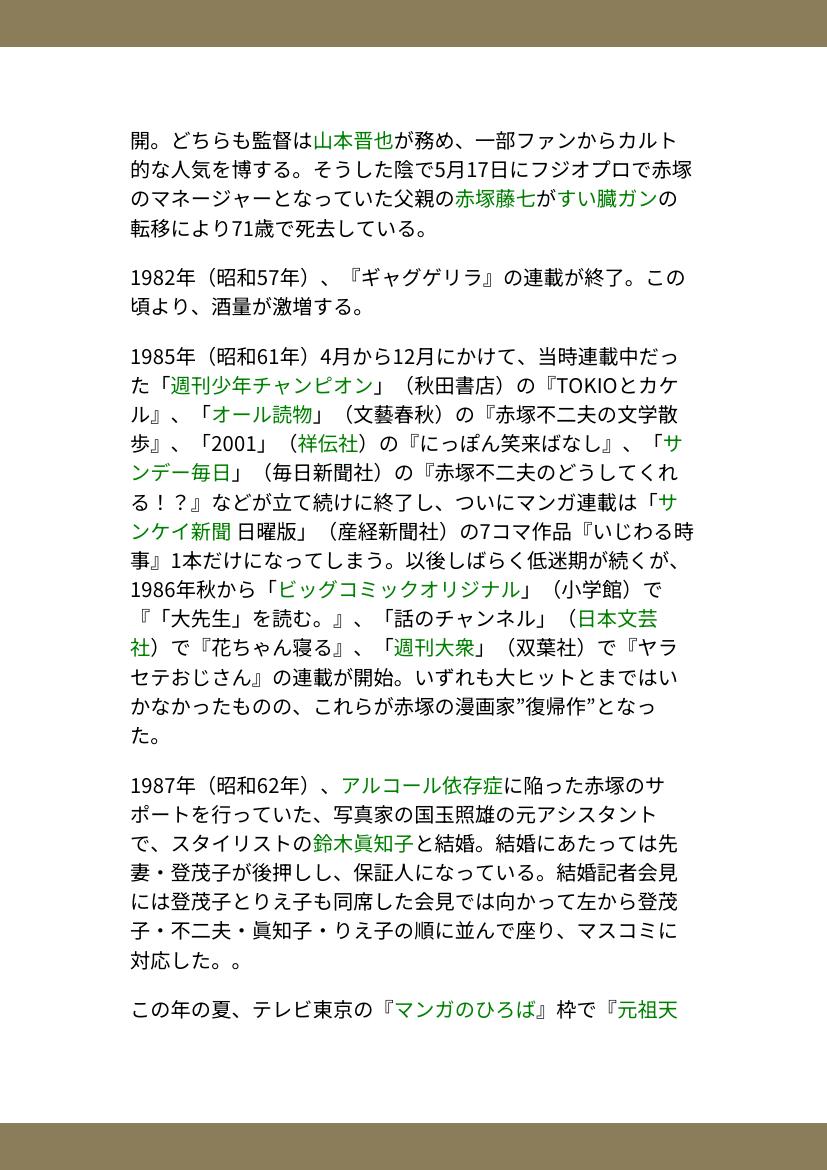 開。どちらも監督は山本晋也が務め、一部ファンからカルト
的な人気を博する。そうした陰で5月17日にフジオプロで赤塚
のマネージャーとなっていた父親の赤塚藤七がすい臓ガンの
転移により71歳で死去している。
1982年（昭和57年）、『ギャグゲリラ』の連載が終了。この
頃より、酒量が激増する。
1985年（昭和61年）4月から12月にかけて、当時連載中だっ
た「週刊少年チャンピオン」（秋田書店）の『TOKIOとカケ
ル』、「オール読物」（文藝春秋）の『赤塚不二夫の文学散
歩』、「2001」（祥伝社）の『にっぽん笑来ばなし』、「サ
ンデー毎日」（毎日新聞社）の『赤塚不二夫のどうしてくれ
る！？』などが立て続けに終了し、ついにマンガ連載は「サ
ンケイ新聞 日曜版」（産経新聞社）の7コマ作品『いじわる時
事』1本だけになってしまう。以後しばらく低迷期が続くが、
1986年秋から「ビッグコミックオリジナル」（小学館）で
『「大先生」を読む。』、「話のチャンネル」（日本文芸
社）で『花ちゃん寝る』、「週刊大衆」（双葉社）で『ヤラ
セテおじさん』の連載が開始。いずれも大ヒットとまではい
かなかったものの、これらが赤塚の漫画家”復帰作”となっ
た。
1987年（昭和62年）、アルコール依存症に陥った赤塚のサ
ポートを行っていた、写真家の国玉照雄の元アシスタント
で、スタイリストの鈴木眞知子と結婚。結婚にあたっては先
妻・登茂子が後押しし、保証人になっている。結婚記者会見
には登茂子とりえ子も同席した会見では向かって左から登茂
子・不二夫・眞知子・りえ子の順に並んで座り、マスコミに
対応した。。
この年の夏、テレビ東京の『マンガのひろば』枠で『元祖天